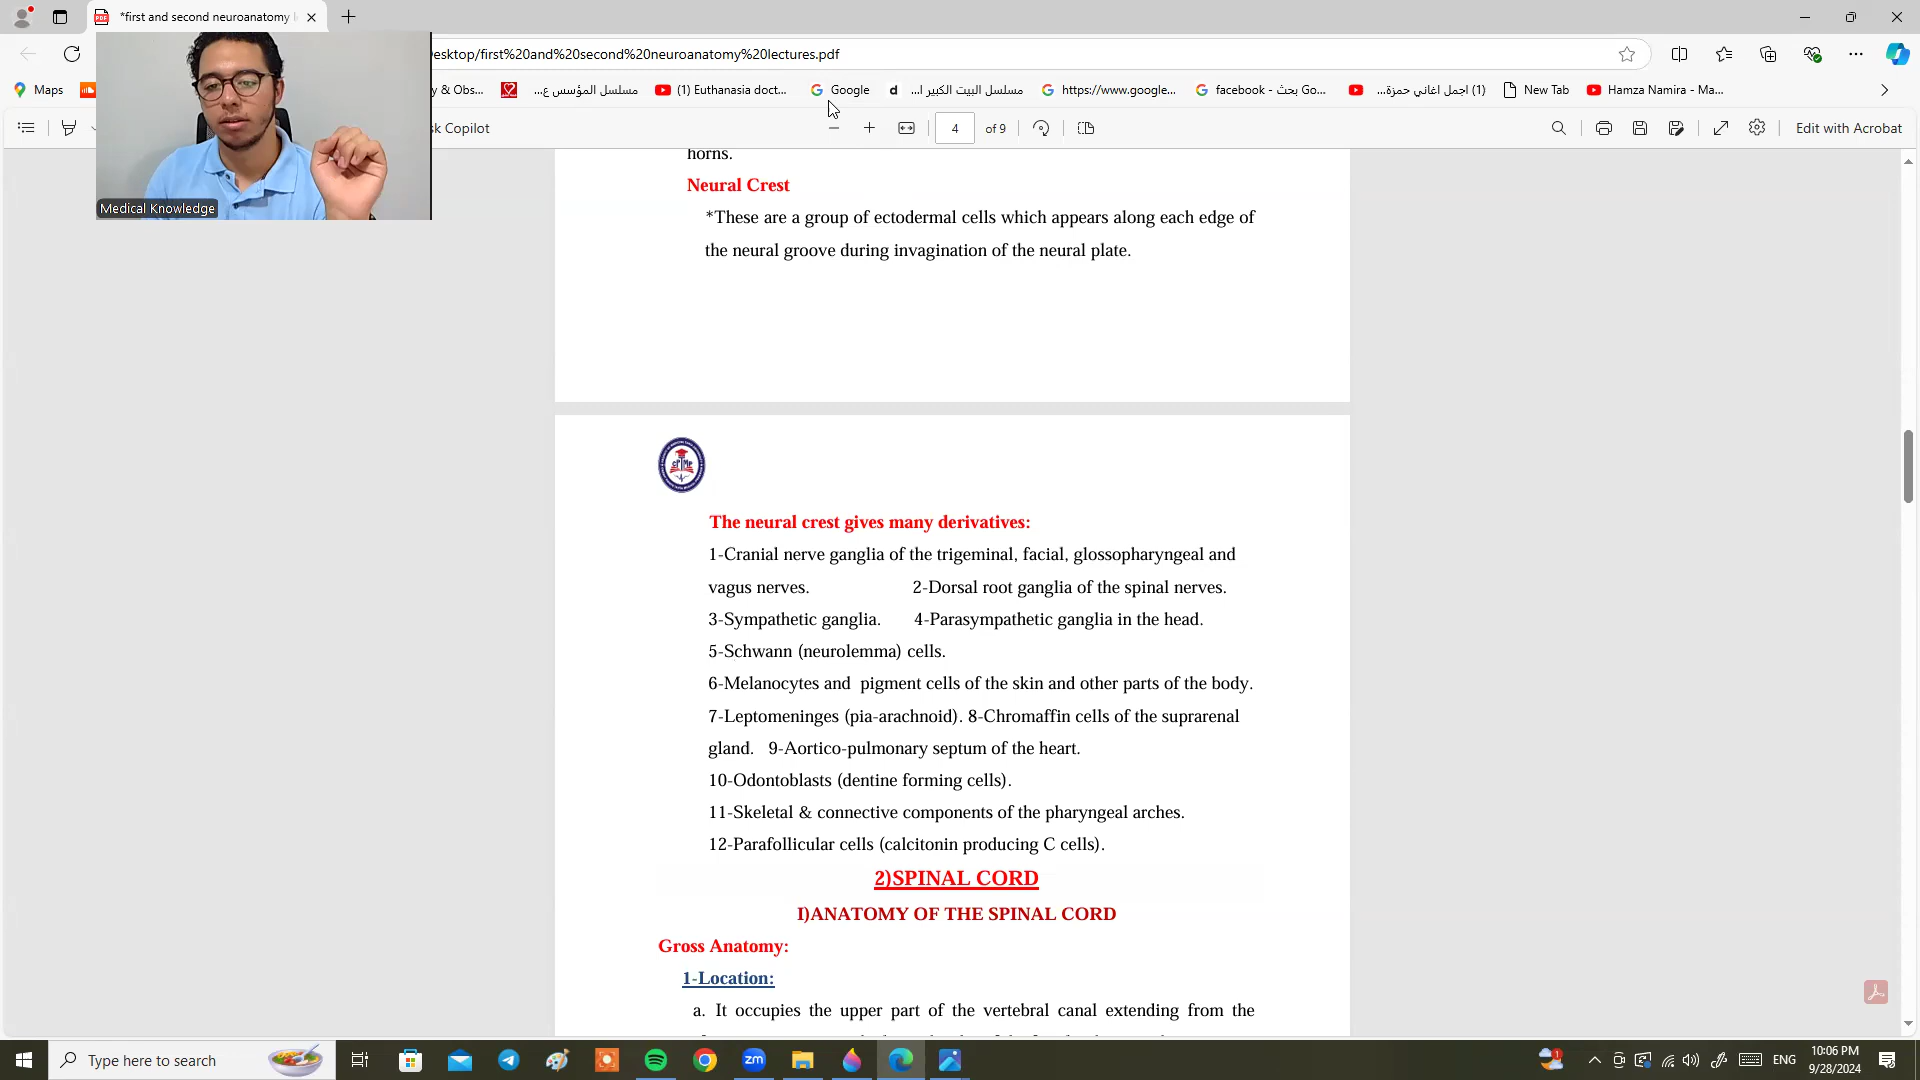 *first and second neuroanatomy l
esktop/first%20and%20second%20neuroanatomy%20lectures.pdf
Maps
y & Obs...
مسلسل المؤسس ع...
(1) Euthanasia doct...
Google
مسلسل البيت الكبير ا...
https://www.google...
facebook - بحث Go...
(1) اجمل اغاني حمزة...
New Tab
Hamza Namira - Ma...
sk Copilot
4 of 9
Edit with Acrobat
Medical Knowledge
horns.
Neural Crest
*These are a group of ectodermal cells which appears along each edge of
the neural groove during invagination of the neural plate.
The neural crest gives many derivatives:
1-Cranial nerve ganglia of the trigeminal, facial, glossopharyngeal and
vagus nerves. 2-Dorsal root ganglia of the spinal nerves.
3-Sympathetic ganglia. 4-Parasympathetic ganglia in the head.
5-Schwann (neurolemma) cells.
6-Melanocytes and pigment cells of the skin and other parts of the body.
7-Leptomeninges (pia-arachnoid). 8-Chromaffin cells of the suprarenal
gland. 9-Aortico-pulmonary septum of the heart.
10-Odontoblasts (dentine forming cells).
11-Skeletal & connective components of the pharyngeal arches.
12-Parafollicular cells (calcitonin producing C cells).
2)SPINAL CORD
I)ANATOMY OF THE SPINAL CORD
Gross Anatomy:
1-Location:
a. It occupies the upper part of the vertebral canal extending from the
Type here to search
ENG
10:06 PM
9/28/2024